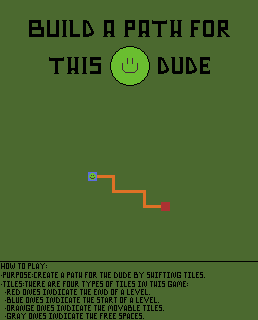 BUILD A PATH FOR
THIS DUDE
HOW TO PLAY:
-PURPOSE:CREATE A PATH FOR THE DUDE BY SHIFTING TILES.
-TILES:THERE ARE FOUR TYPES OF TILES IN THIS GAME:
-RED ONES INDICATE THE END OF A LEVEL.
-BLUE ONES INDICATE THE START OF A LEVEL.
-ORANGE ONES INDICATE THE MOVABLE TILES.
-GRAY ONES INDICATE THE FREE SPACES.